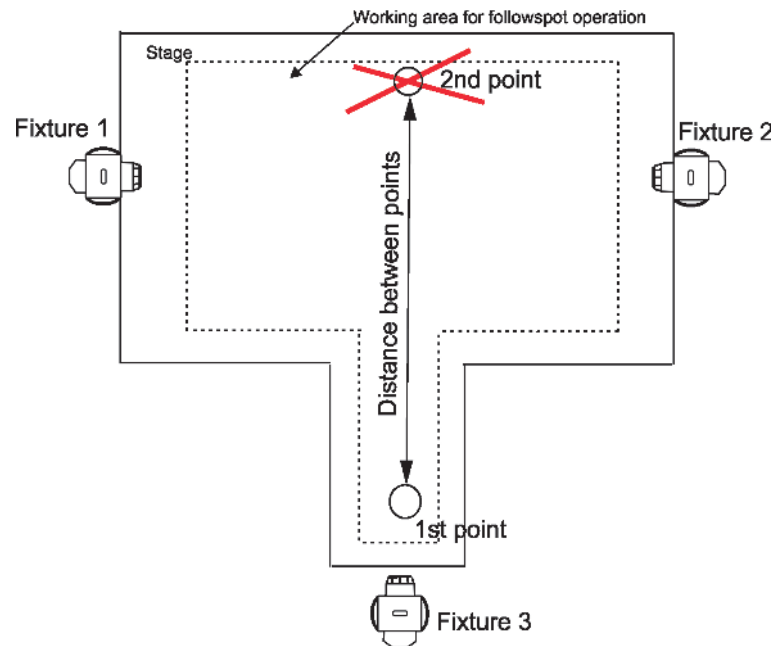 Working area for followspot operation
Stage
2nd point
Fixture 1
Fixture 2
Distance between points
1st point
Fixture 3